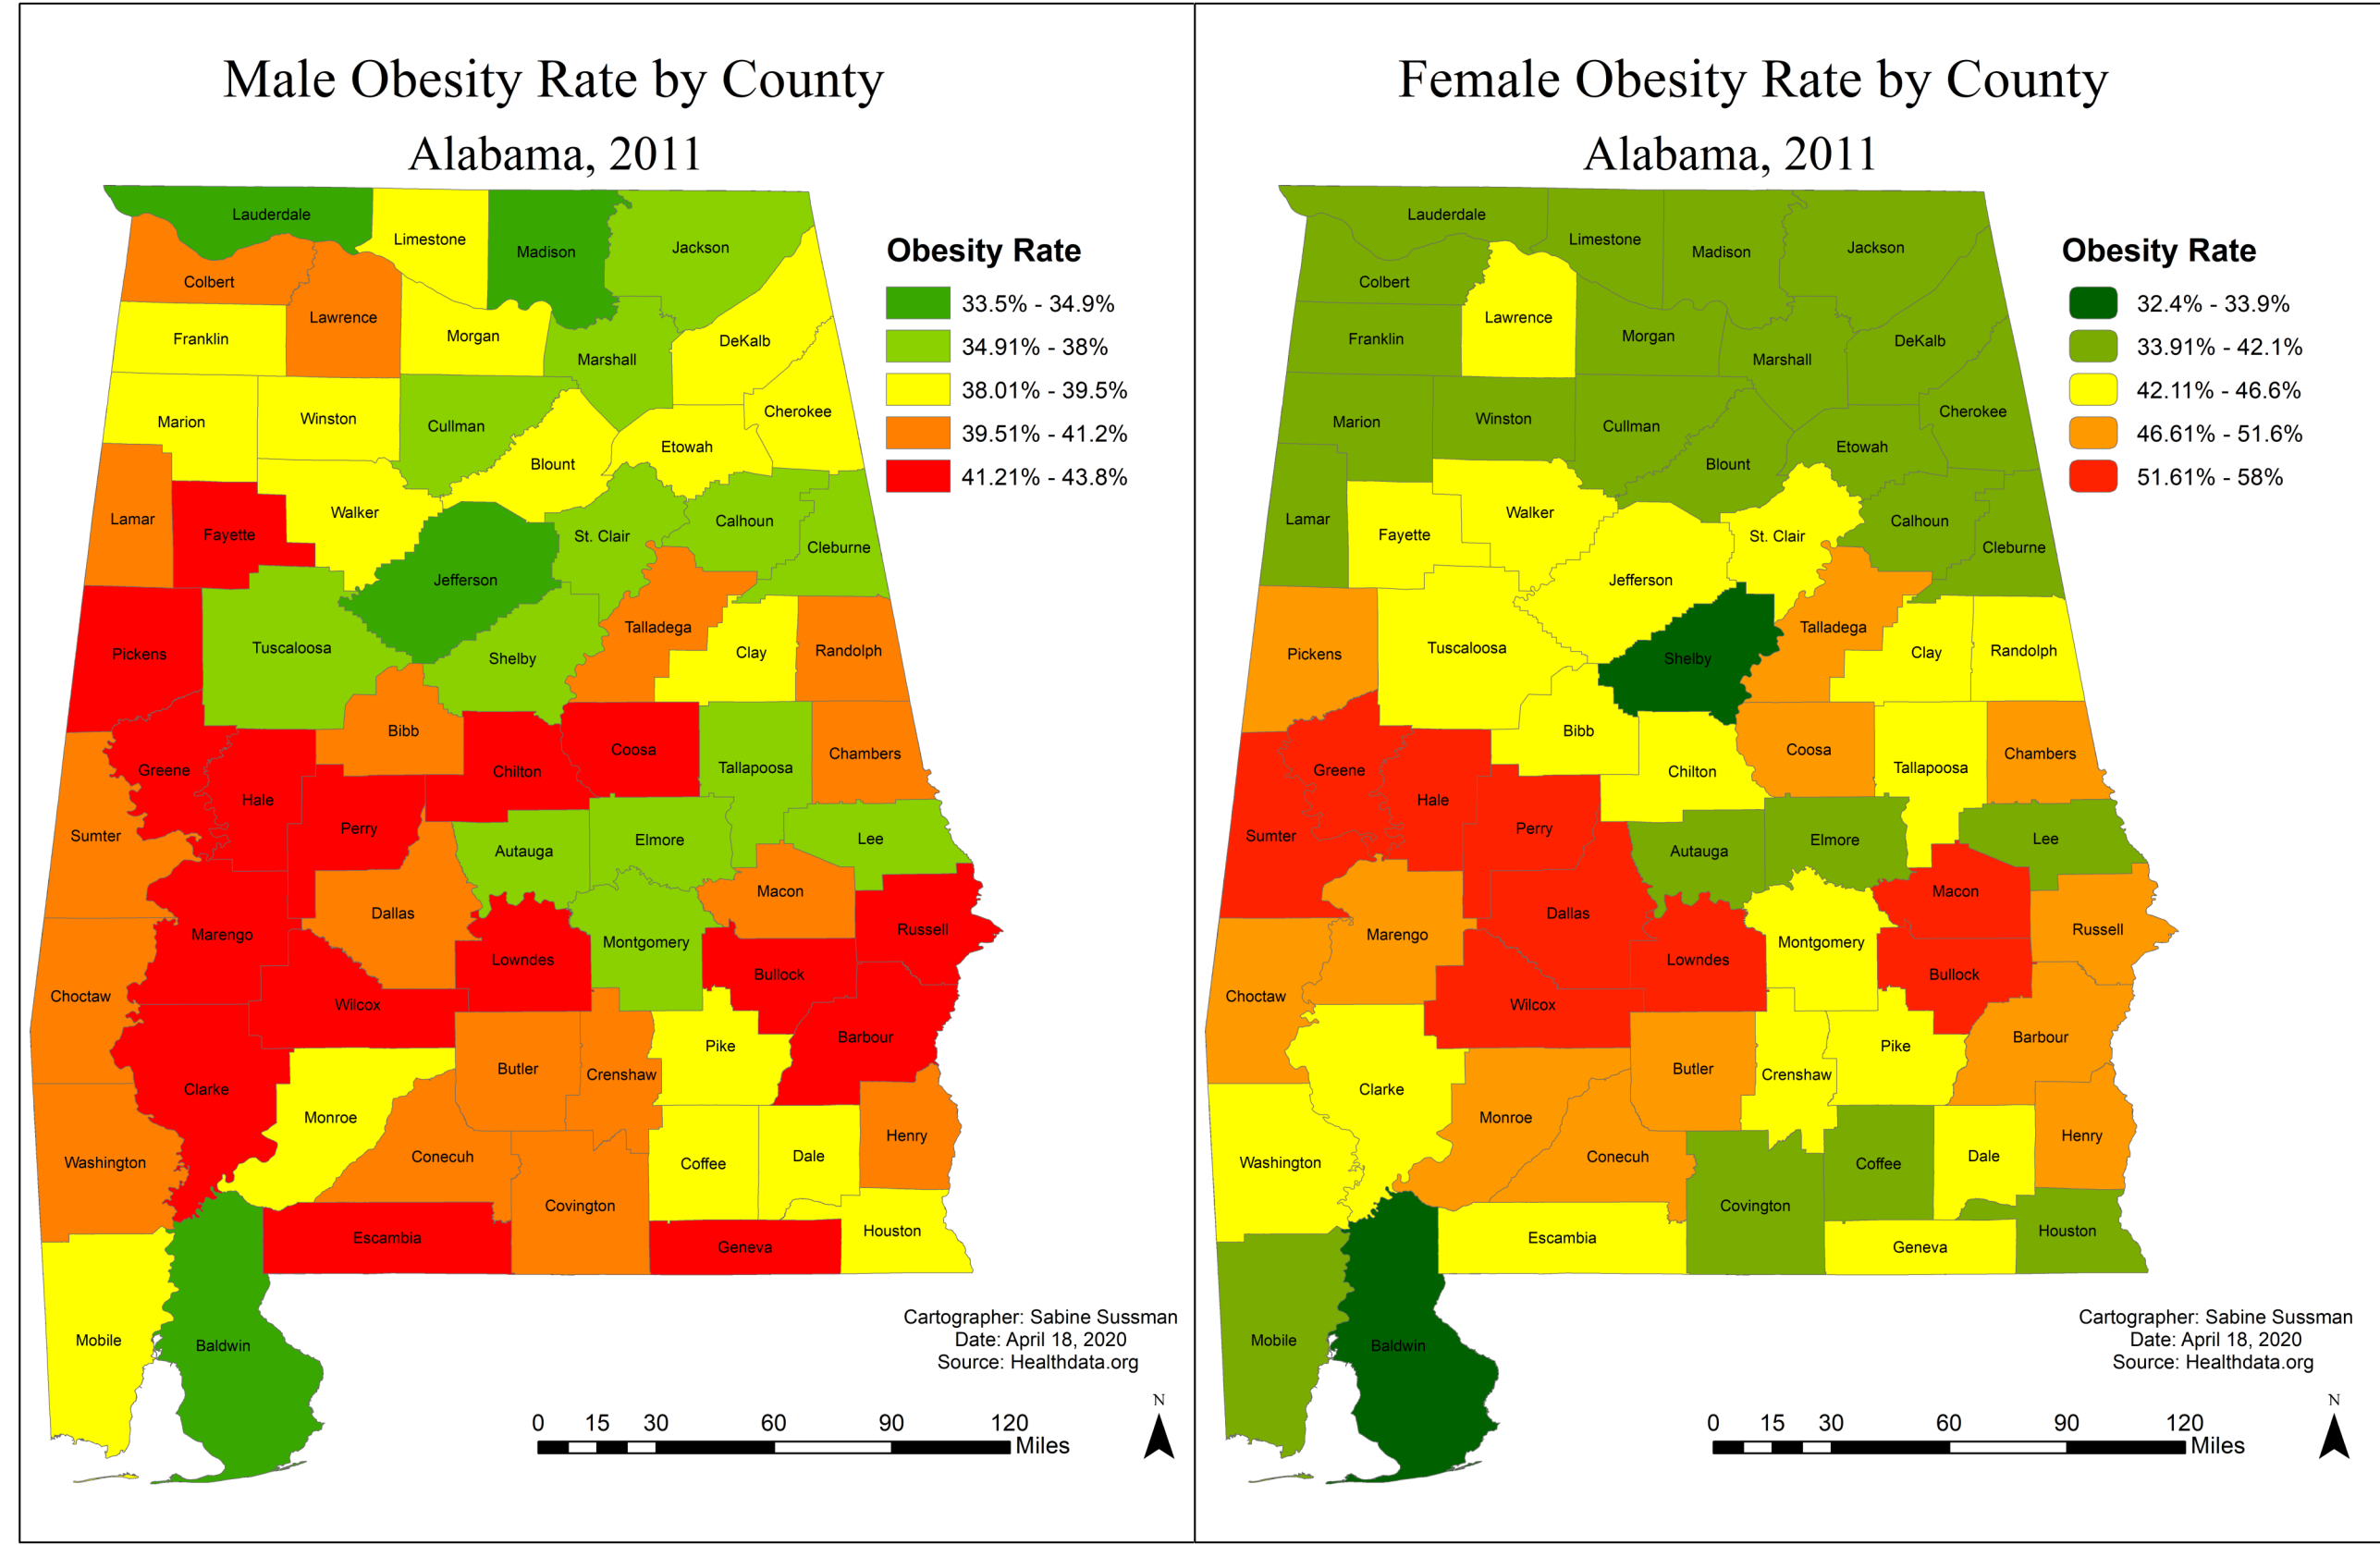 Male Obesity Rate by County
Alabama, 2011
Lauderdale
Limestone
Madison
Jackson
Colbert
Lawrence
Franklin
Morgan
Marshall
DeKalb
Marion
Winston
Cullman
Cherokee
Etowah
Blount
Lamar
Fayette
Walker
St. Clair
Calhoun
Cleburne
Jefferson
Pickens
Tuscaloosa
Shelby
Talladega
Clay
Randolph
Bibb
Greene
Hale
Chilton
Coosa
Tallapoosa
Chambers
Sumter
Perry
Autauga
Elmore
Lee
Dallas
Macon
Marengo
Lowndes
Montgomery
Russell
Bullock
Choctaw
Wilcox
Barbour
Clarke
Butler
Crenshaw
Pike
Monroe
Washington
Conecuh
Coffee
Dale
Henry
Covington
Escambia
Geneva
Houston
Mobile
Baldwin
Obesity Rate
33.5% - 34.9%
34.91% - 38%
38.01% - 39.5%
39.51% - 41.2%
41.21% - 43.8%
Cartographer: Sabine Sussman
Date: April 18, 2020
Source: Healthdata.org
N
0 15 30 60 90 120
Miles
Female Obesity Rate by County
Alabama, 2011
Lauderdale
Limestone
Madison
Jackson
Colbert
Lawrence
Franklin
Morgan
Marshall
DeKalb
Marion
Winston
Cullman
Cherokee
Etowah
Blount
Lamar
Fayette
Walker
St. Clair
Calhoun
Cleburne
Jefferson
Pickens
Tuscaloosa
Shelby
Talladega
Clay
Randolph
Bibb
Greene
Hale
Chilton
Coosa
Tallapoosa
Chambers
Sumter
Perry
Autauga
Elmore
Lee
Dallas
Macon
Marengo
Lowndes
Montgomery
Russell
Bullock
Choctaw
Wilcox
Barbour
Clarke
Butler
Crenshaw
Pike
Monroe
Washington
Conecuh
Coffee
Dale
Henry
Covington
Escambia
Geneva
Houston
Mobile
Baldwin
Obesity Rate
32.4% - 33.9%
33.91% - 42.1%
42.11% - 46.6%
46.61% - 51.6%
51.61% - 58%
Cartographer: Sabine Sussman
Date: April 18, 2020
Source: Healthdata.org
N
0 15 30 60 90 120
Miles